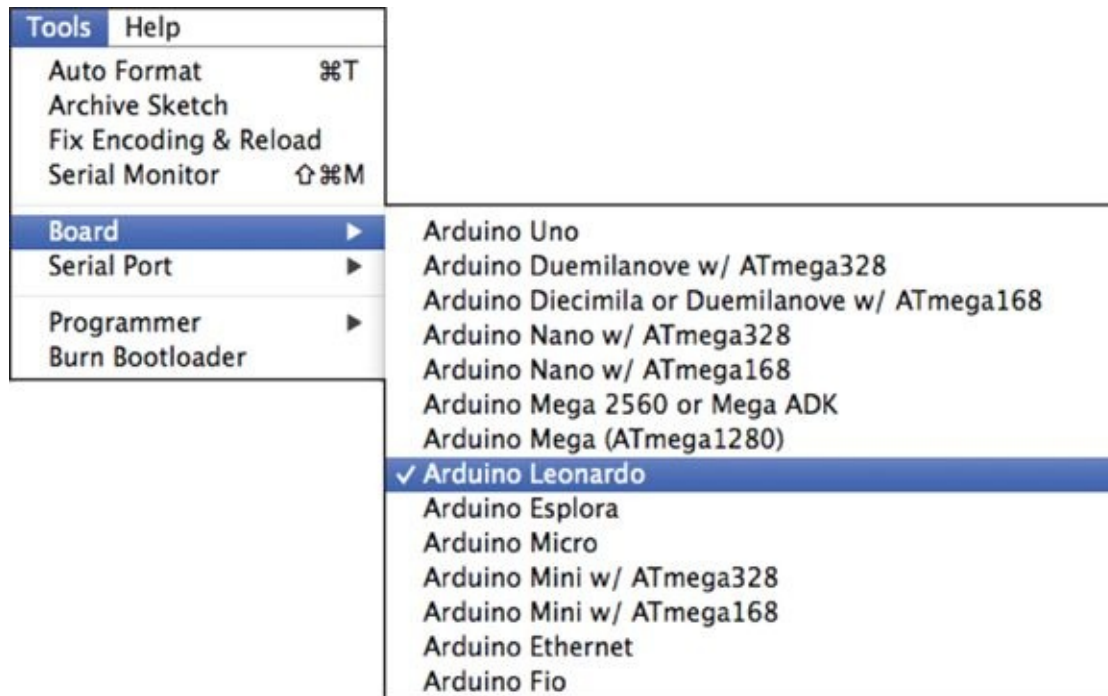 Tools Help
Auto Format ⌘T
Archive Sketch
Fix Encoding & Reload
Serial Monitor ⇧⌘M
Board ▶
Serial Port ▶
Programmer ▶
Burn Bootloader
Arduino Uno
Arduino Duemilanove w/ ATmega328
Arduino Diecimila or Duemilanove w/ ATmega168
Arduino Nano w/ ATmega328
Arduino Nano w/ ATmega168
Arduino Mega 2560 or Mega ADK
Arduino Mega (ATmega1280)
✓ Arduino Leonardo
Arduino Esplora
Arduino Micro
Arduino Mini w/ ATmega328
Arduino Mini w/ ATmega168
Arduino Ethernet
Arduino Fio